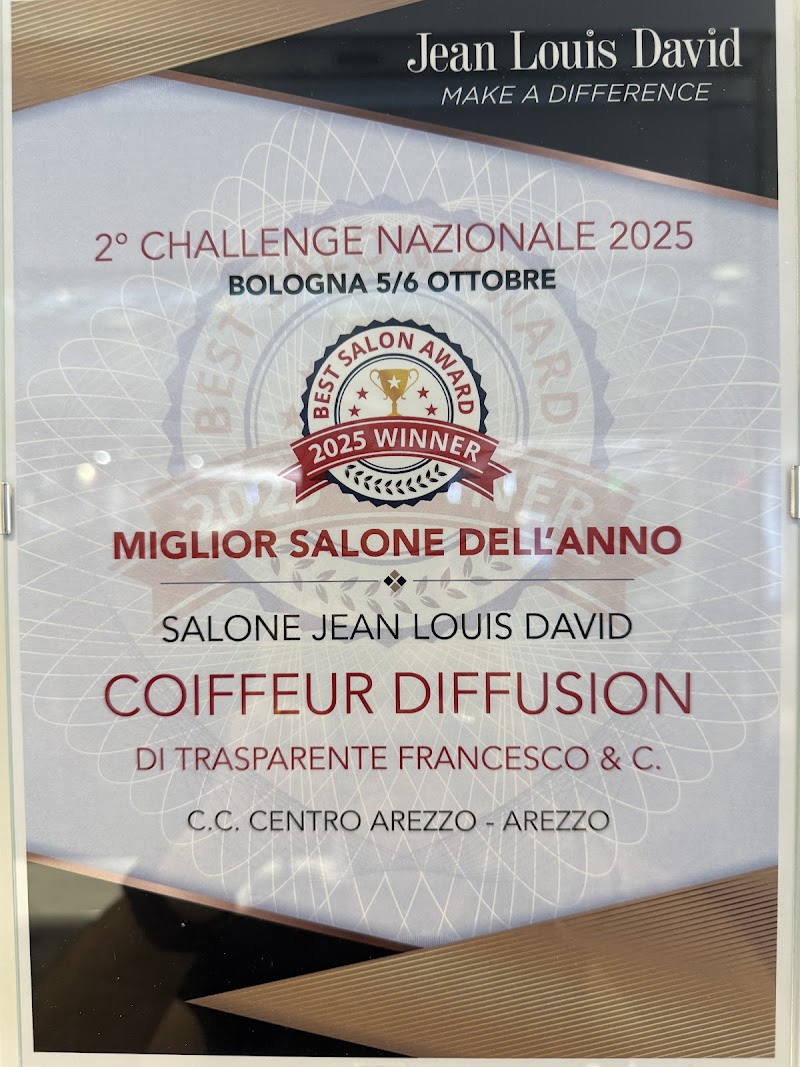 Jean Louis David
MAKE A DIFFERENCE
2° CHALLENGE NAZIONALE 2025
BOLOGNA 5/6 OTTOBRE
BEST SALON AWARD
2025 WINNER
MIGLIOR SALONE DELL'ANNO
SALONE JEAN LOUIS DAVID
COIFFEUR DIFFUSION
DI TRASPARENTE FRANCESCO & C.
C.C. CENTRO AREZZO - AREZZO